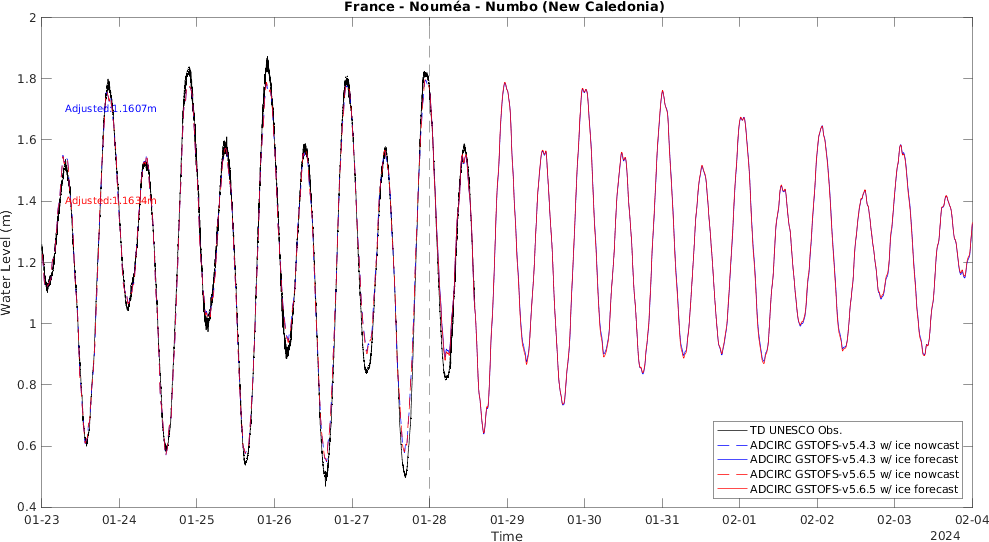 France - Nouméa - Numbo (New Caledonia)
2
1.8
1.6
1.4
1.2
1
0.8
0.6
0.4
Water Level (m)
Adjusted:1.1607m
Adjusted:1.1634m
TD UNESCO Obs.
ADCIRC GSTOFS-v5.4.3 w/ ice nowcast
ADCIRC GSTOFS-v5.4.3 w/ ice forecast
ADCIRC GSTOFS-v5.6.5 w/ ice nowcast
ADCIRC GSTOFS-v5.6.5 w/ ice forecast
01-23 01-24 01-25 01-26 01-27 01-28 01-29 01-30 01-31 02-01 02-02 02-03 02-04
Time
2024